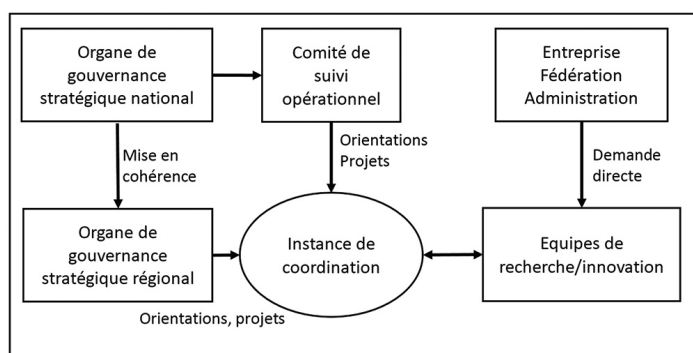 Organe de
gouvernance
stratégique national
Comité de
suivi
opérationnel
Entreprise
Fédération
Administration
Mise en
cohérence
Orientations
Projets
Demande
directe
Organe de
gouvernance
stratégique régional
Instance de
coordination
Equipes de
recherche/innovation
Orientations, projets